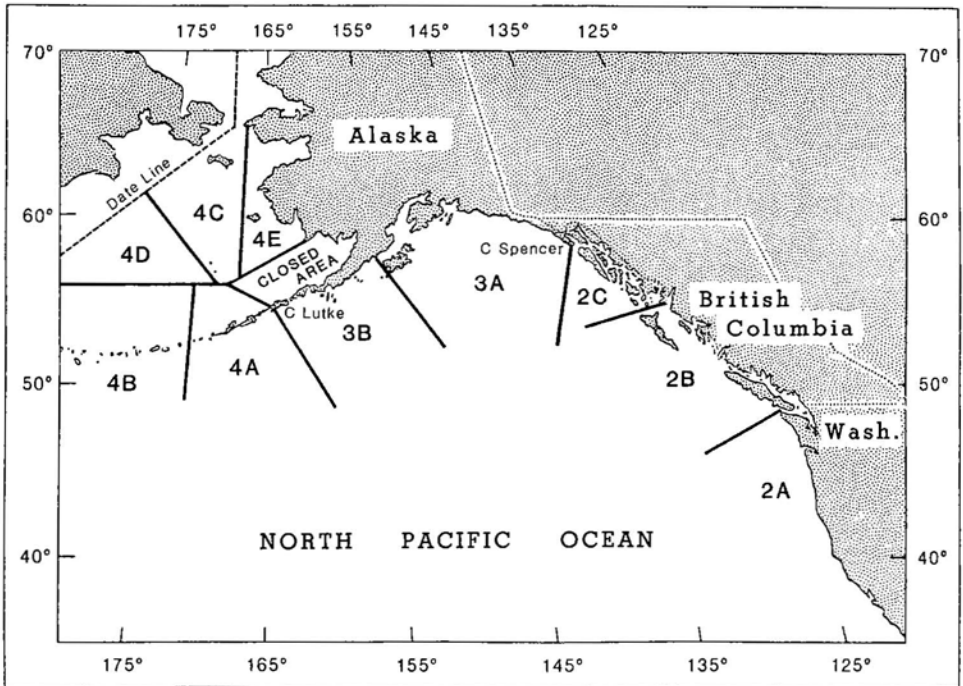 175° 165° 155° 145° 135° 125°
70° 70°
Alaska
Date Line
4C
60° 60°
4E
4D
CLOSED
AREA
C Spencer
3A
2C
British
Columbia
C Lutke
3B
4A
4B
50° 50°
2B
Wash.
2A
NORTH PACIFIC OCEAN
40° 40°
175° 165° 155° 145° 135° 125°